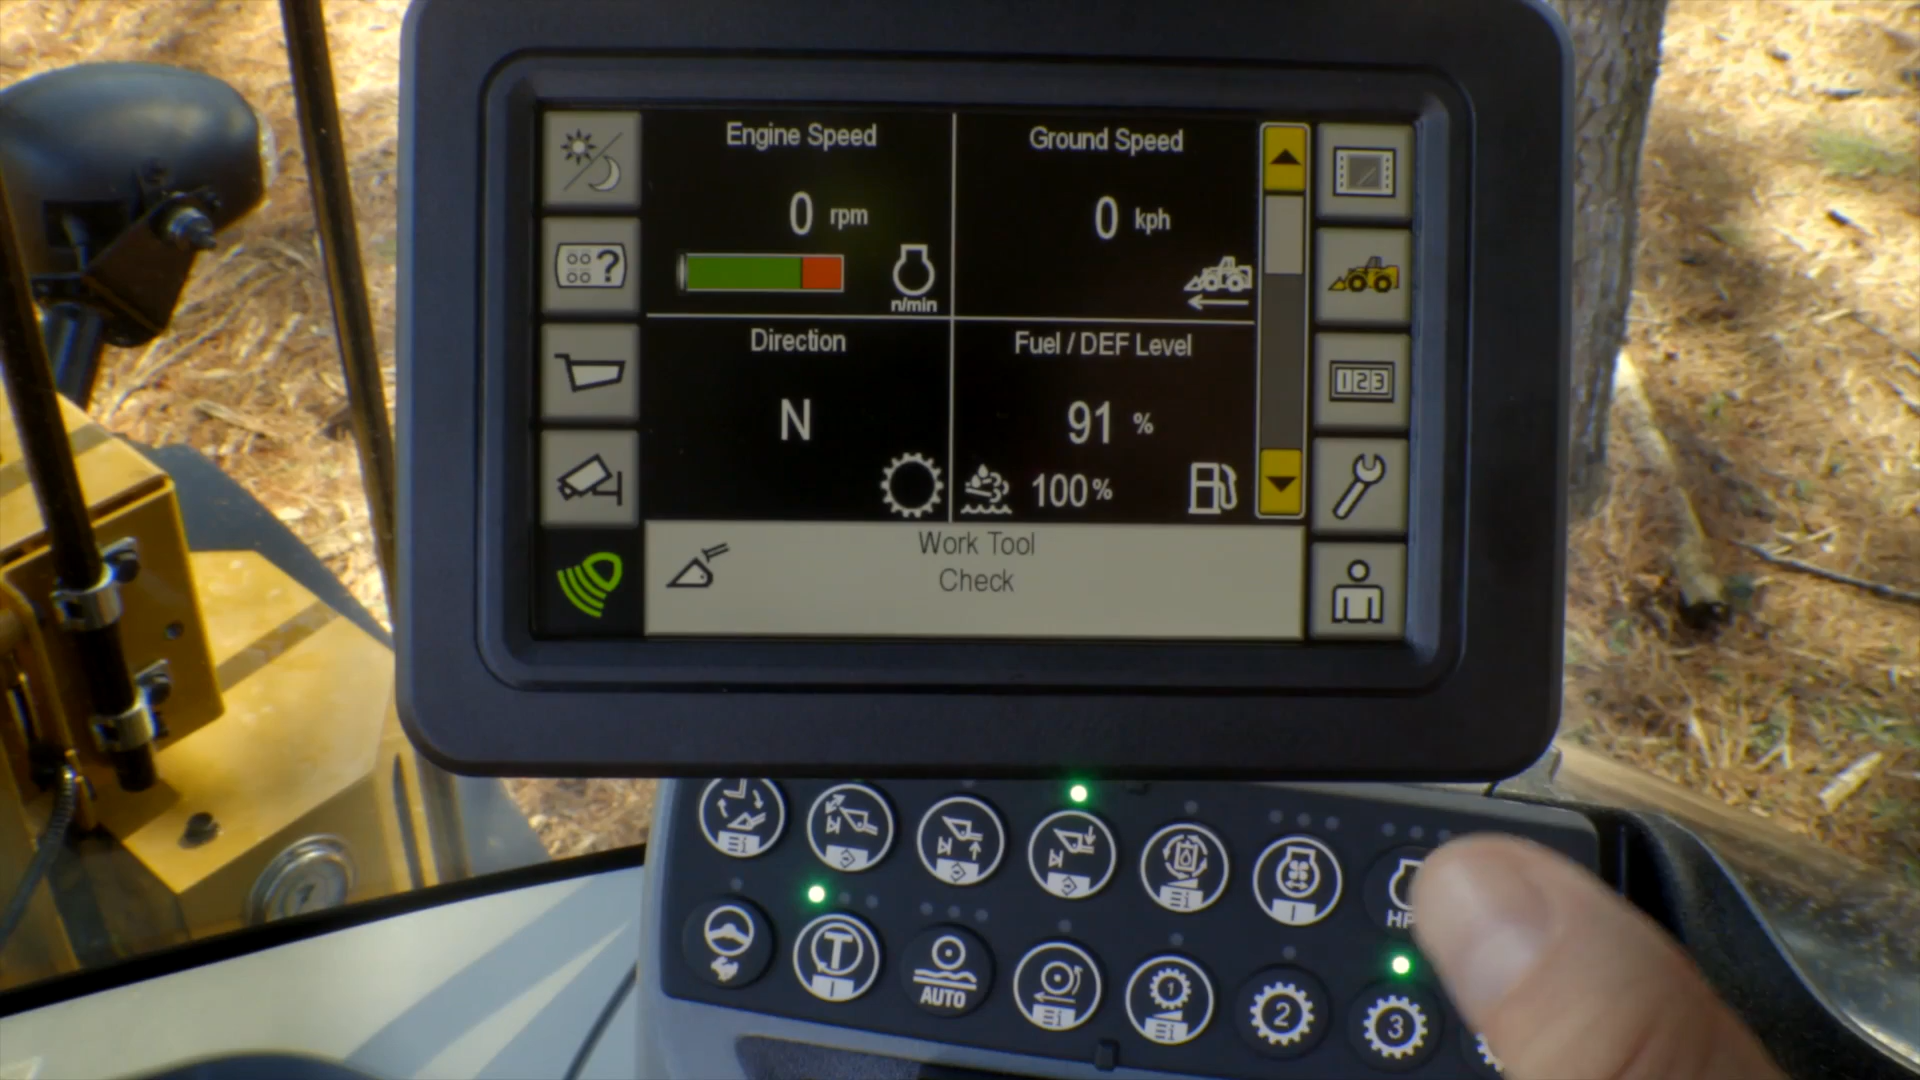 Engine Speed
0 rpm
n/min
Ground Speed
0 kph
Direction
N
Fuel / DEF Level
91 %
100%
?
123
Work Tool
Check
AUTO
1
2
3